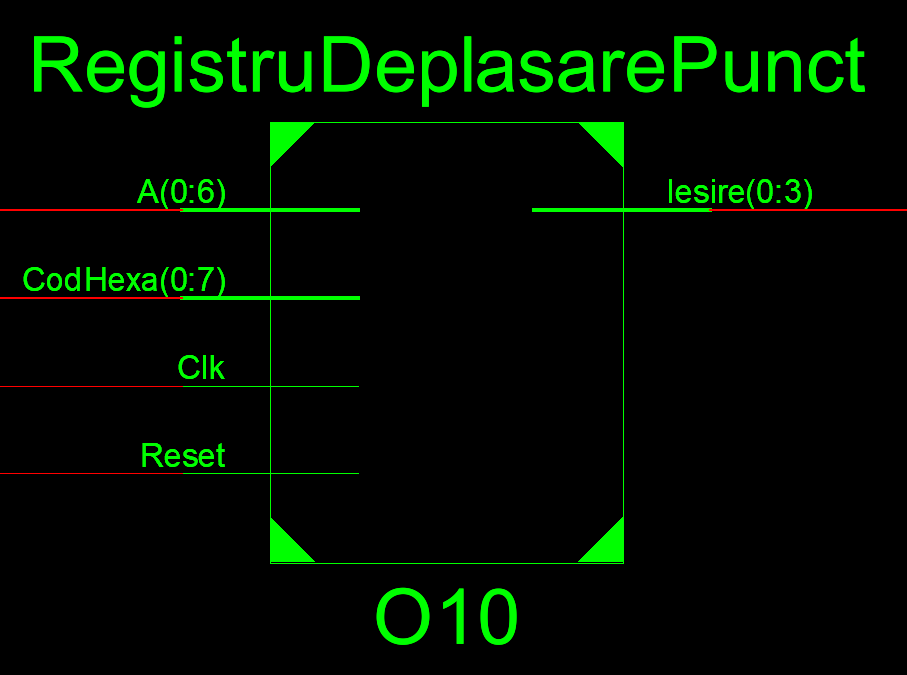 RegistruDeplasarePunct
A(0:6)
Iesire(0:3)
CodHexa(0:7)
Clk
Reset
O10